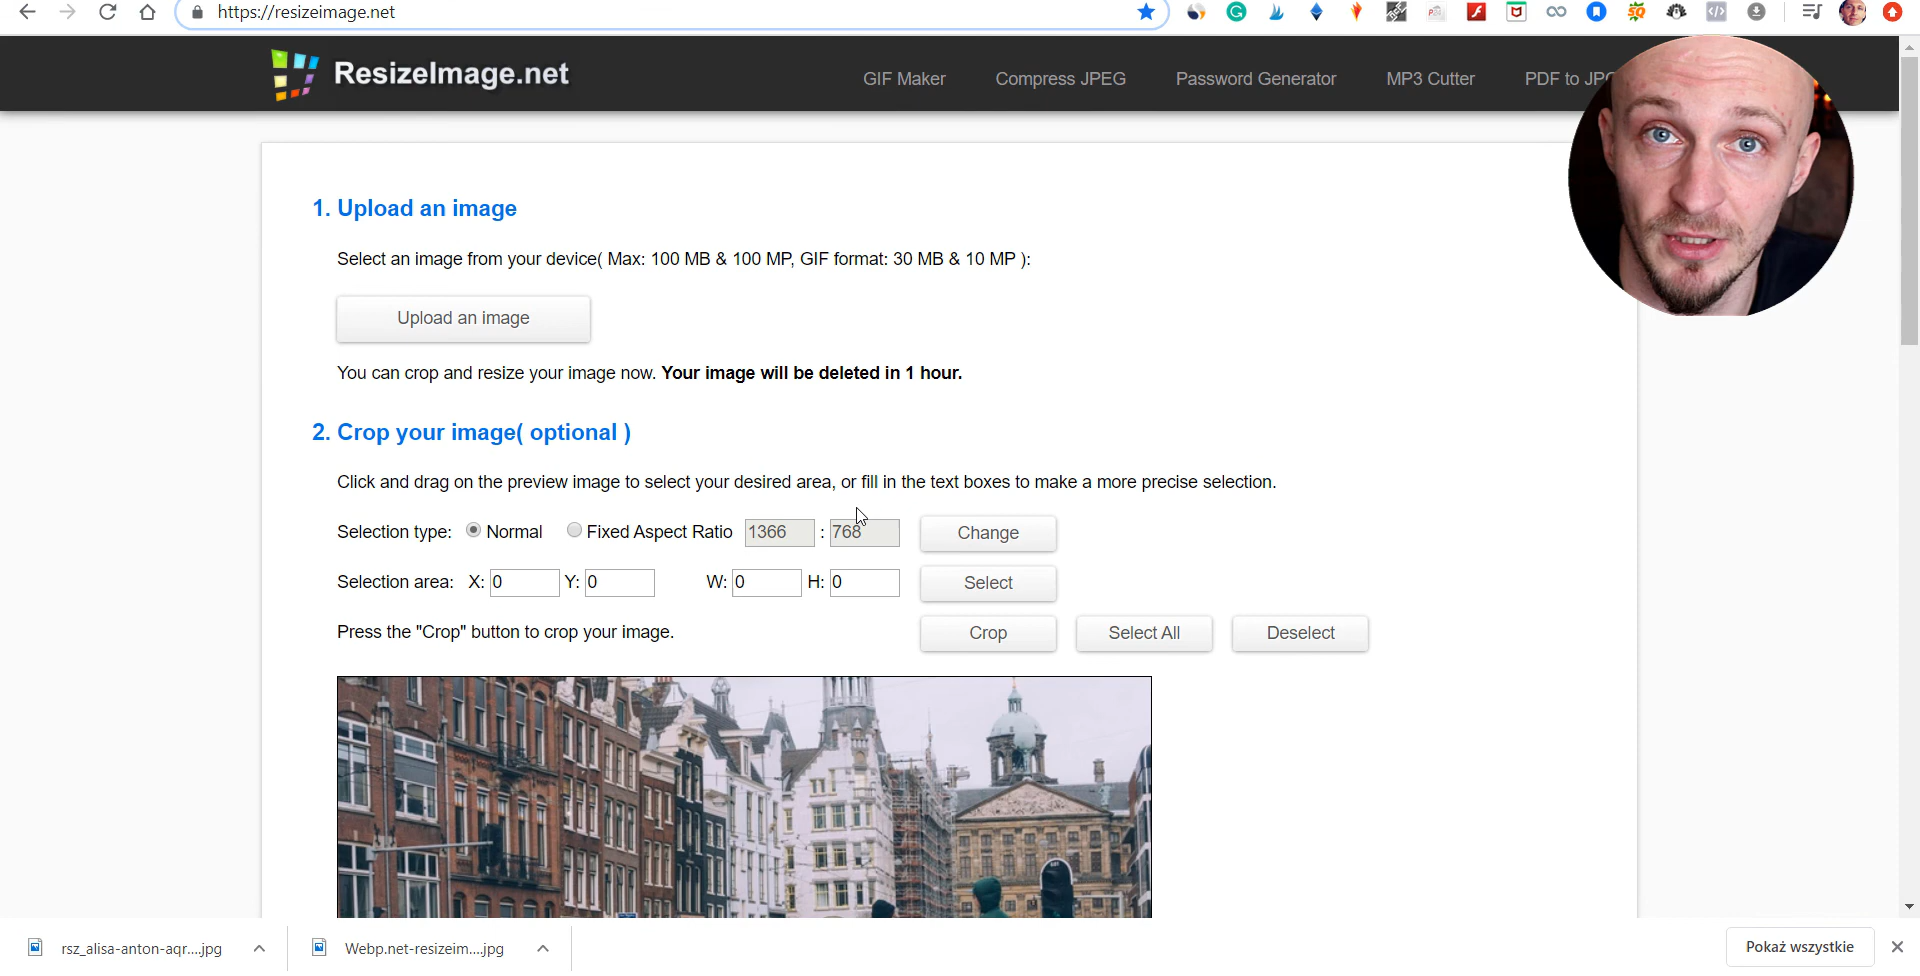 https://resizeimage.net
ResizeImage.net
GIF Maker Compress JPEG Password Generator MP3 Cutter PDF to JP
1. Upload an image
Select an image from your device( Max: 100 MB & 100 MP, GIF format: 30 MB & 10 MP ):
Upload an image
You can crop and resize your image now. Your image will be deleted in 1 hour.
2. Crop your image( optional )
Click and drag on the preview image to select your desired area, or fill in the text boxes to make a more precise selection.
Selection type: Normal Fixed Aspect Ratio 1366 : 768 Change
Selection area: X: 0 Y: 0 W: 0 H: 0 Select
Press the "Crop" button to crop your image. Crop Select All Deselect
rsz_alisa-anton-aqr....jpg Webp.net-resizeim....jpg Pokaż wszystkie